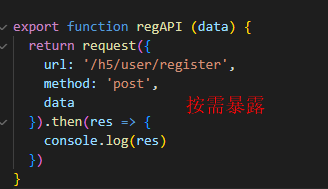 export function regAPI (data) {
  return request({
    url: '/h5/user/register',
    method: 'post',
    data
  }).then(res => {
    console.log(res)
  })
}
按需暴露